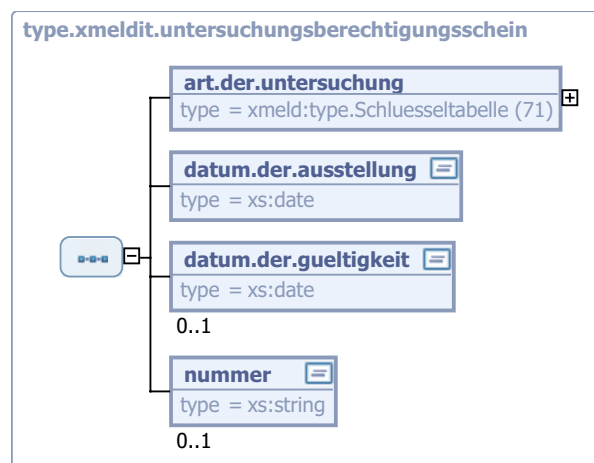 type.xmeldit.untersuchungsberechtigungsschein
art.der.untersuchung
type = xmeld:type.Schluesseltabelle (71)
datum.der.ausstellung
type = xs:date
datum.der.gueltigkeit
type = xs:date
0..1
nummer
type = xs:string
0..1